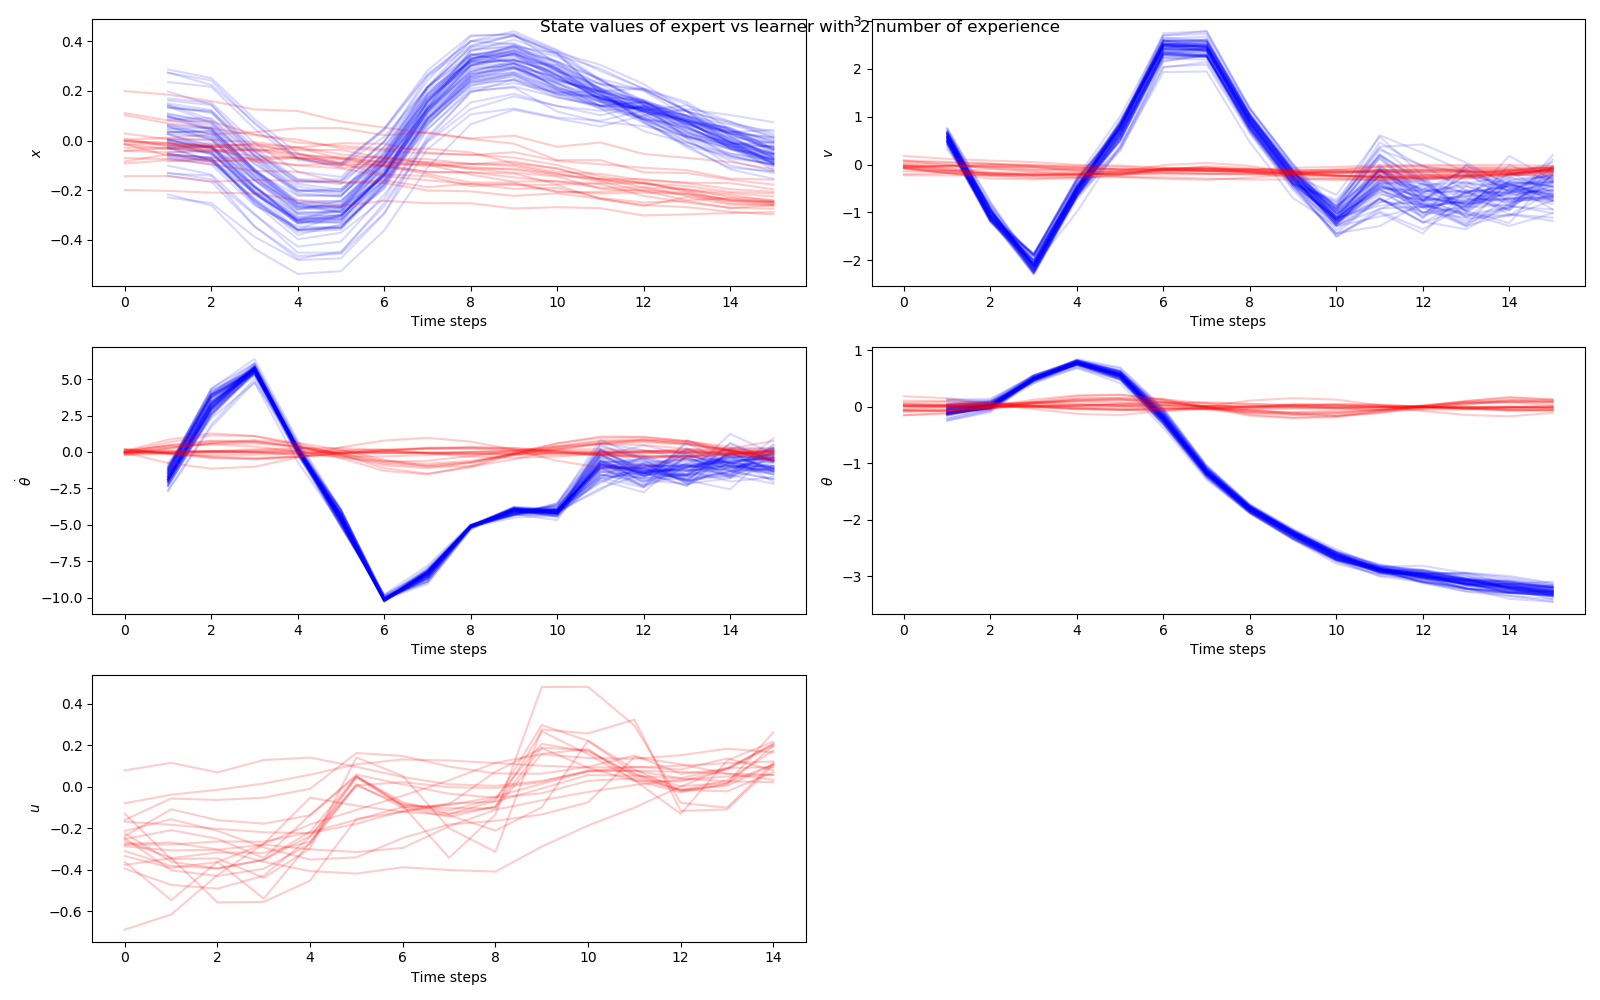 State values of expert vs learner with 2 number of experience
0.4
0.2
0.0
−0.2
−0.4
x
0 2 4 6 8 10 12 14
Time steps
3
2
1
0
−1
−2
v
0 2 4 6 8 10 12 14
Time steps
5.0
2.5
0.0
−2.5
−5.0
−7.5
−10.0
θ̇
0 2 4 6 8 10 12 14
Time steps
1
0
−1
−2
−3
θ
0 2 4 6 8 10 12 14
Time steps
0.4
0.2
0.0
−0.2
−0.4
−0.6
u
0 2 4 6 8 10 12 14
Time steps